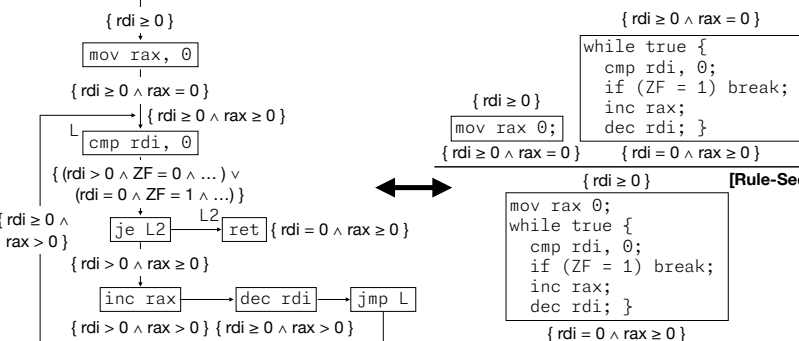 { rdi ≥ 0 }
mov rax, 0
{ rdi ≥ 0 ∧ rax = 0 }
{ rdi ≥ 0 ∧ rax ≥ 0 }
L
cmp rdi, 0
{ (rdi > 0 ∧ ZF = 0 ∧ … ) ∨
(rdi = 0 ∧ ZF = 1 ∧ …) }
{ rdi ≥ 0 ∧
rax > 0 }
je L2
L2
ret
{ rdi = 0 ∧ rax ≥ 0 }
{ rdi > 0 ∧ rax ≥ 0 }
inc rax
dec rdi
jmp L
{ rdi > 0 ∧ rax > 0 }
{ rdi ≥ 0 ∧ rax > 0 }
{ rdi ≥ 0 }
mov rax 0;
{ rdi ≥ 0 ∧ rax = 0 }
{ rdi ≥ 0 ∧ rax = 0 }
while true {
cmp rdi, 0;
if (ZF = 1) break;
inc rax;
dec rdi; }
{ rdi = 0 ∧ rax ≥ 0 }
[Rule-Se
{ rdi ≥ 0 }
mov rax 0;
while true {
cmp rdi, 0;
if (ZF = 1) break;
inc rax;
dec rdi; }
{ rdi = 0 ∧ rax ≥ 0 }